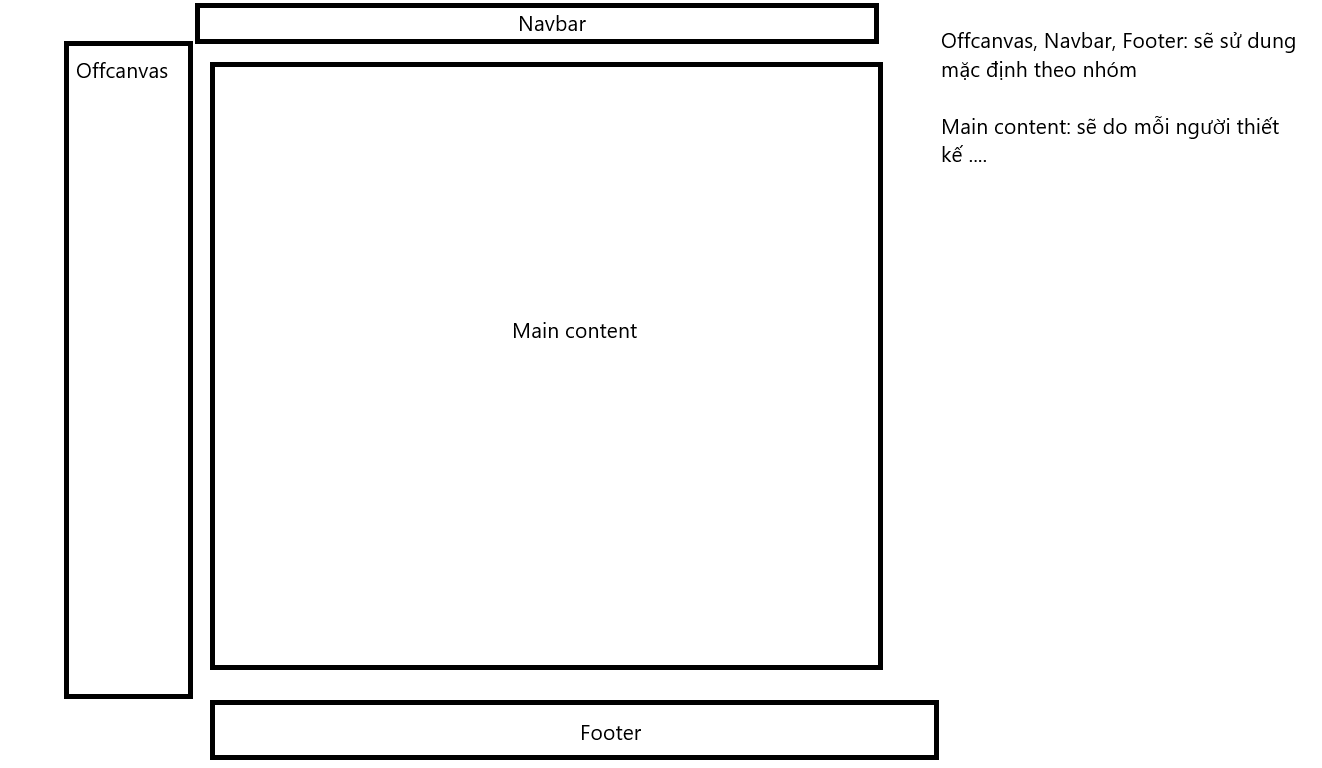 Navbar
Offcanvas
Main content
Footer
Offcanvas, Navbar, Footer: sẽ sử dung
mặc định theo nhóm
Main content: sẽ do mỗi người thiết
kế ....